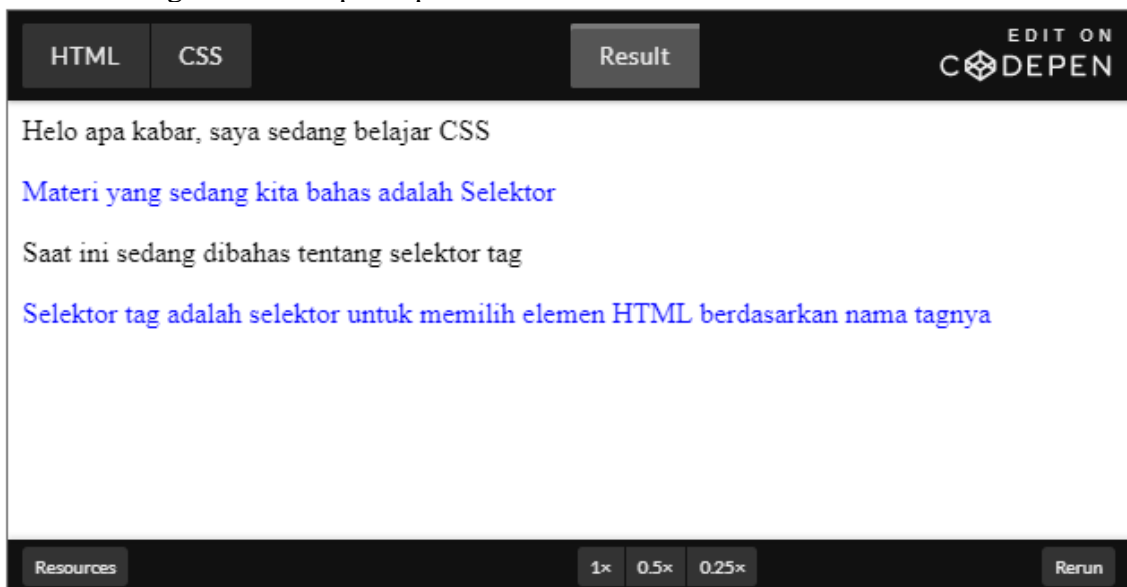 HTML CSS Result EDIT ON
CODEPEN
Helo apa kabar, saya sedang belajar CSS
Materi yang sedang kita bahas adalah Selektor
Saat ini sedang dibahas tentang selektor tag
Selektor tag adalah selektor untuk memilih elemen HTML berdasarkan nama tagnya
Resources 1× 0.5× 0.25× Rerun